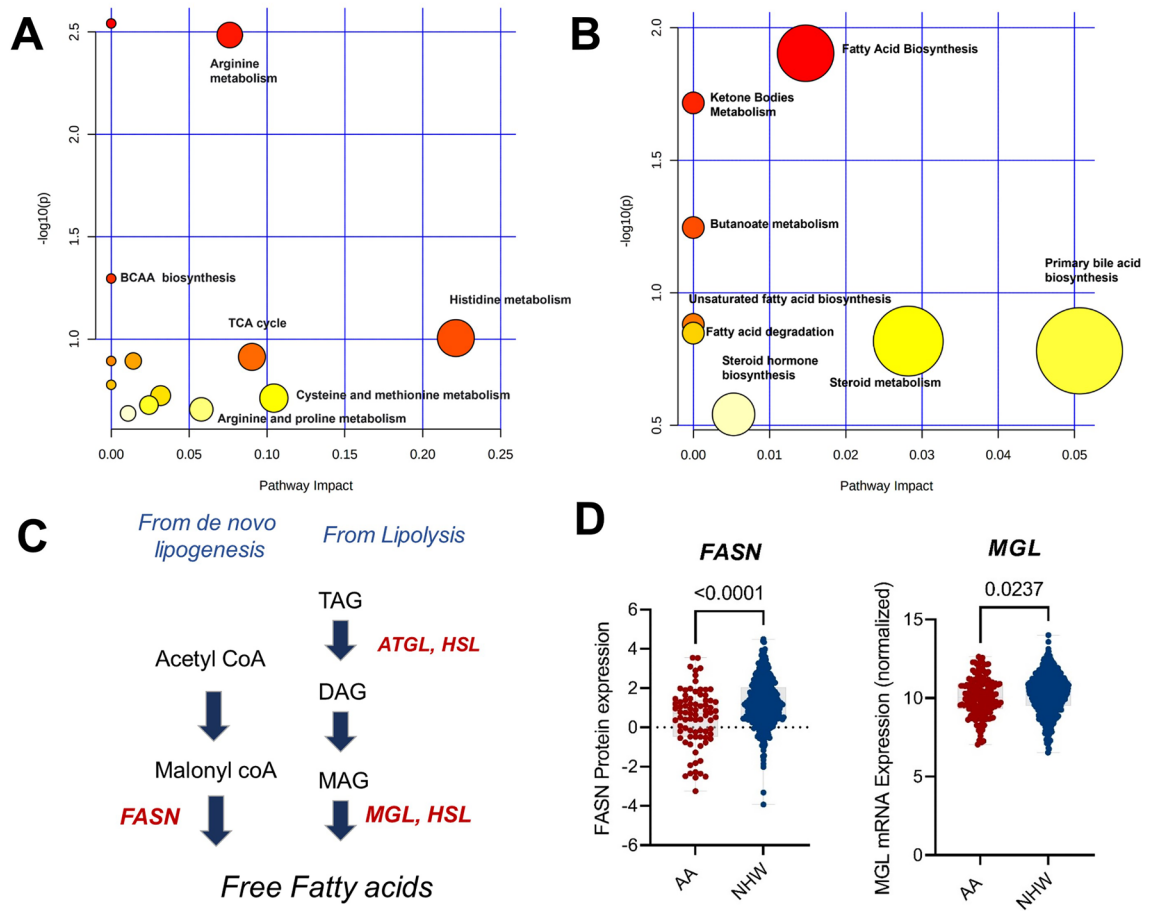 A
2.5
2.0
1.5
1.0
-log10(p)
Arginine
metabolism
BCAA biosynthesis
Histidine metabolism
TCA cycle
Cysteine and methionine metabolism
Arginine and proline metabolism
0.00 0.05 0.10 0.15 0.20 0.25
Pathway Impact
B
2.0
1.5
1.0
0.5
-log10(p)
Fatty Acid Biosynthesis
Ketone Bodies
Metabolism
Butanoate metabolism
Primary bile acid
biosynthesis
Unsaturated fatty acid biosynthesis
Fatty acid degradation
Steroid hormone
biosynthesis
Steroid metabolism
0.00 0.01 0.02 0.03 0.04 0.05
Pathway Impact
C
From de novo
lipogenesis
From Lipolysis
TAG
ATGL, HSL
Acetyl CoA
DAG
Malonyl coA
MAG
FASN
MGL, HSL
Free Fatty acids
D
FASN
<0.0001
FASN Protein expression
6
4
2
0
-2
-4
-6
AA NHW
MGL
0.0237
MGL mRNA Expression (normalized)
15
10
5
0
AA NHW